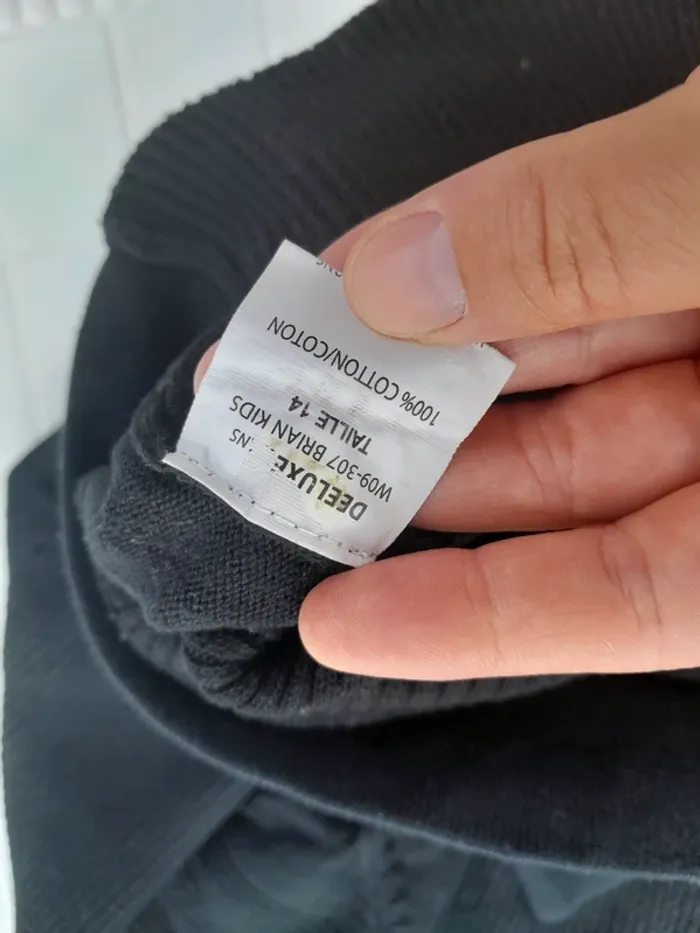 DEELUXE
W09-307 BRIAN KIDS
TAILLE 14
100% COTTON/COTON